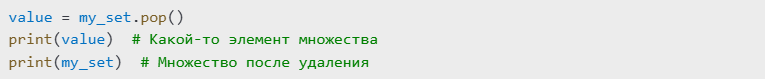 value = my_set.pop()
print(value)  # Какой-то элемент множества
print(my_set)  # Множество после удаления